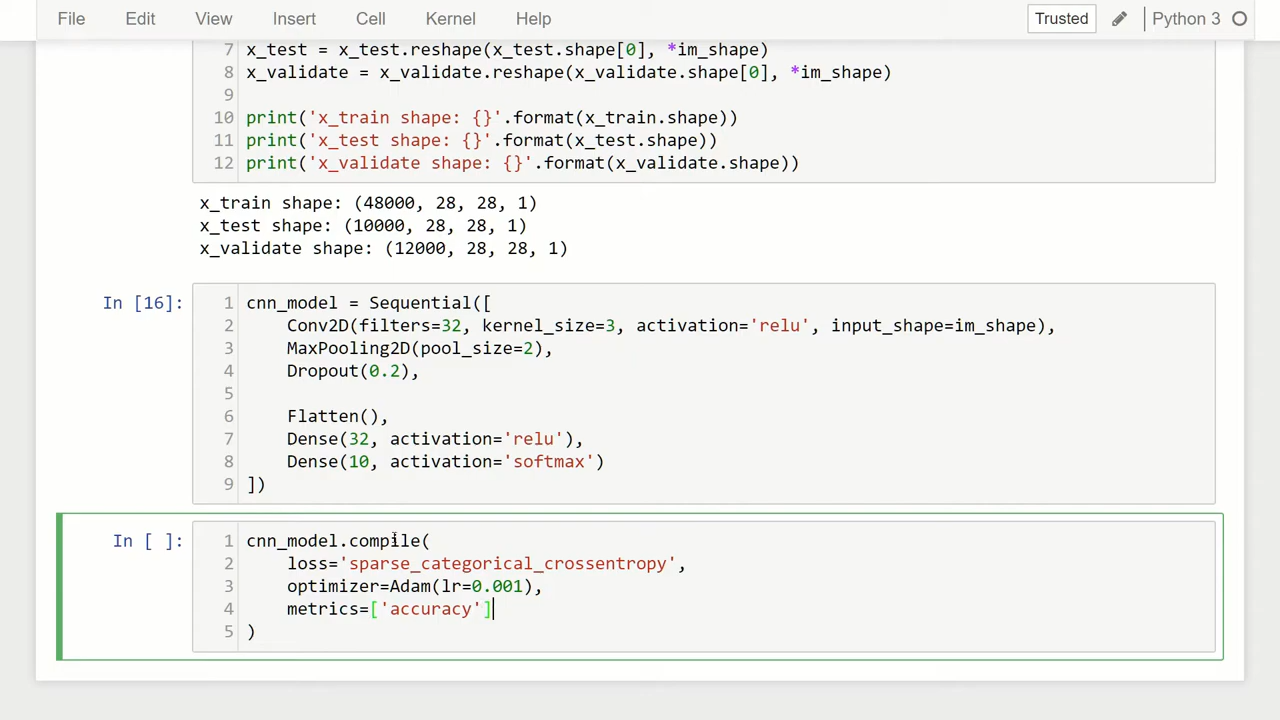 File Edit View Insert Cell Kernel Help Trusted Python 3
7 x_test = x_test.reshape(x_test.shape[0], *im_shape)
8 x_validate = x_validate.reshape(x_validate.shape[0], *im_shape)
9
10 print('x_train shape: {}'.format(x_train.shape))
11 print('x_test shape: {}'.format(x_test.shape))
12 print('x_validate shape: {}'.format(x_validate.shape))
x_train shape: (48000, 28, 28, 1)
x_test shape: (10000, 28, 28, 1)
x_validate shape: (12000, 28, 28, 1)
In [16]: 1 cnn_model = Sequential([
2     Conv2D(filters=32, kernel_size=3, activation='relu', input_shape=im_shape),
3     MaxPooling2D(pool_size=2),
4     Dropout(0.2),
5
6     Flatten(),
7     Dense(32, activation='relu'),
8     Dense(10, activation='softmax')
9 ])
In [ ]: 1 cnn_model.compile(
2     loss='sparse_categorical_crossentropy',
3     optimizer=Adam(lr=0.001),
4     metrics=['accuracy']
5 )